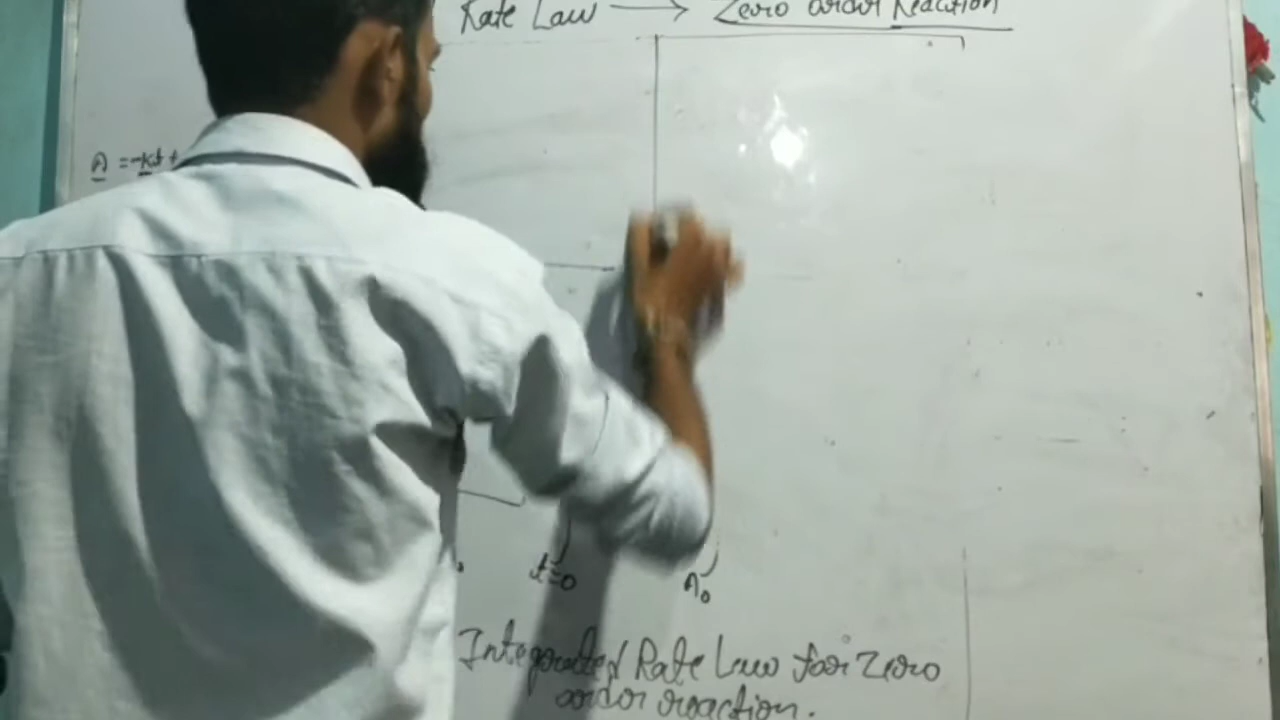 Rate Law → Zero order Reaction
A = -Kt +
t=0
A₀
Integrated Rate Law for Zero
order reaction.